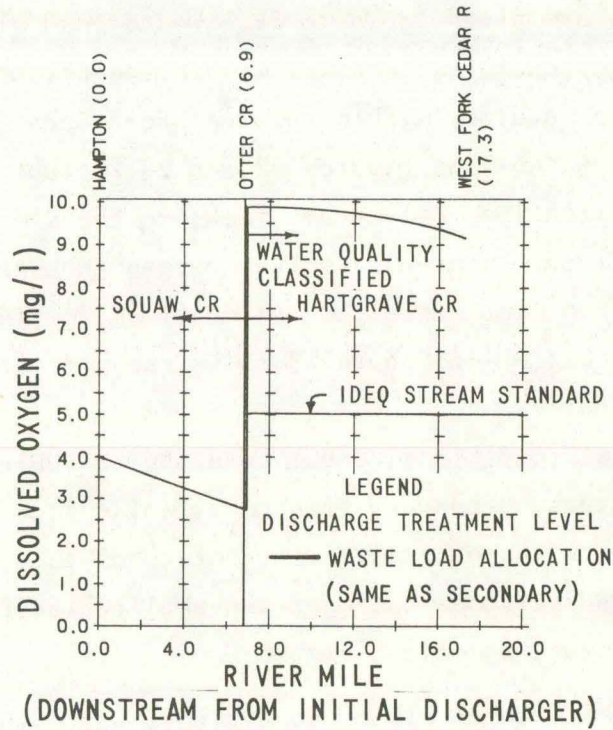 HAMPTON (0.0)
OTTER CR (6.9)
WEST FORK CEDAR R
(17.3)
10.0
9.0
8.0
7.0
6.0
5.0
4.0
3.0
2.0
1.0
0.0
DISSOLVED OXYGEN (mg/l)
WATER QUALITY
CLASSIFIED
SQUAW CR
HARTGRAVE CR
IDEQ STREAM STANDARD
LEGEND
DISCHARGE TREATMENT LEVEL
WASTE LOAD ALLOCATION
(SAME AS SECONDARY)
0.0
4.0
8.0
12.0
16.0
20.0
RIVER MILE
(DOWNSTREAM FROM INITIAL DISCHARGER)